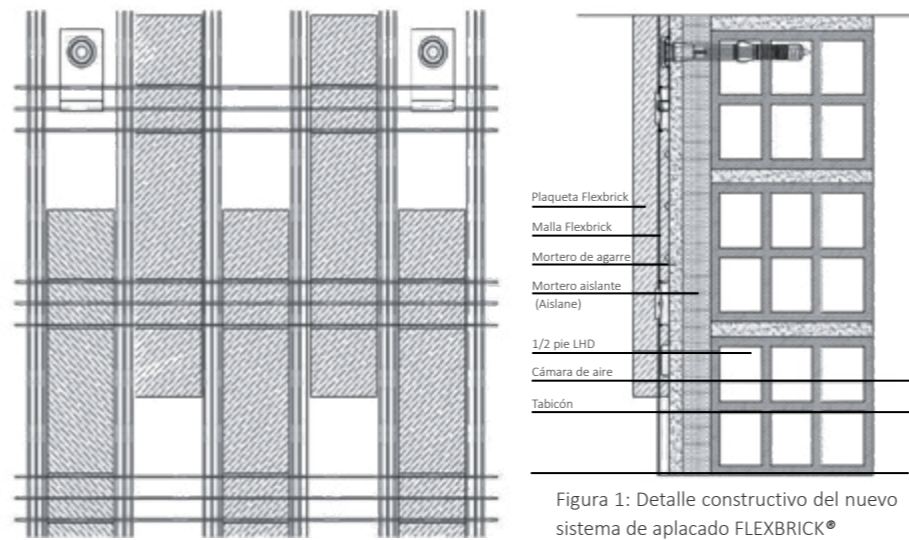 Plaqueta Flexbrick
Malla Flexbrick
Mortero de agarre
Mortero aislante
(Aislane)
1/2 pie LHD
Cámara de aire
Tabicón
Figura 1: Detalle constructivo del nuevo
sistema de aplacado FLEXBRICK®